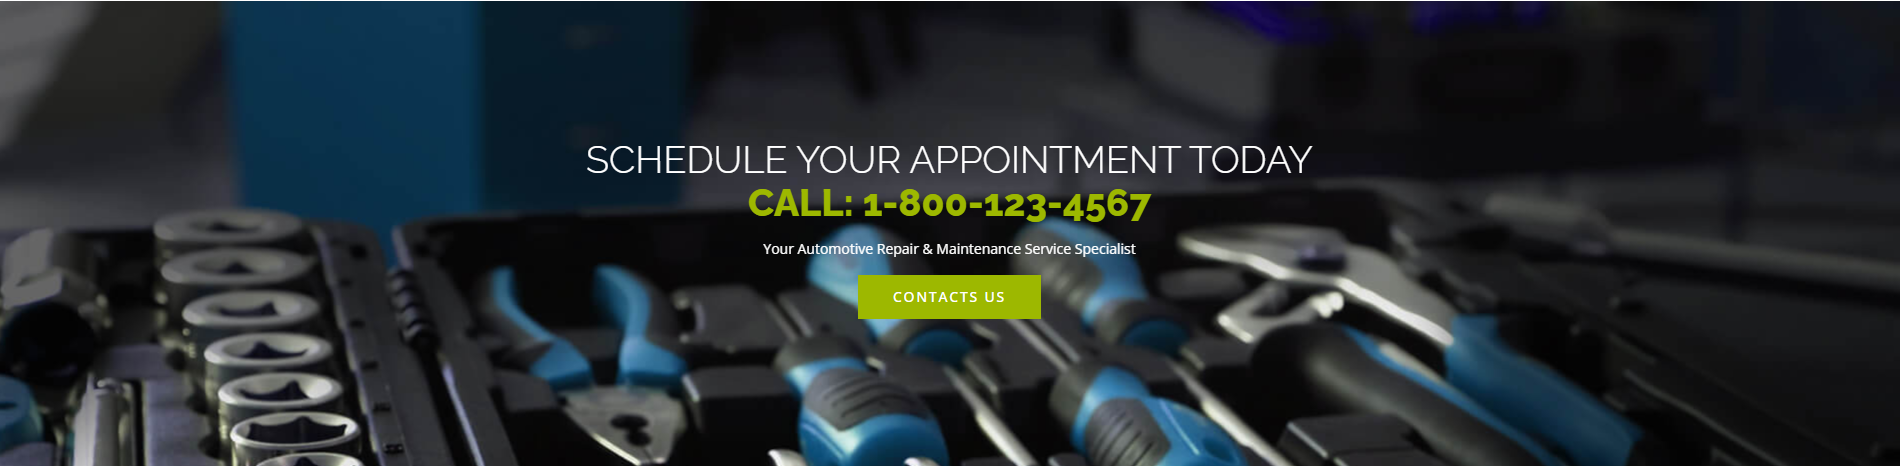 SCHEDULE YOUR APPOINTMENT TODAY
CALL: 1-800-123-4567
Your Automotive Repair & Maintenance Service Specialist
CONTACTS US